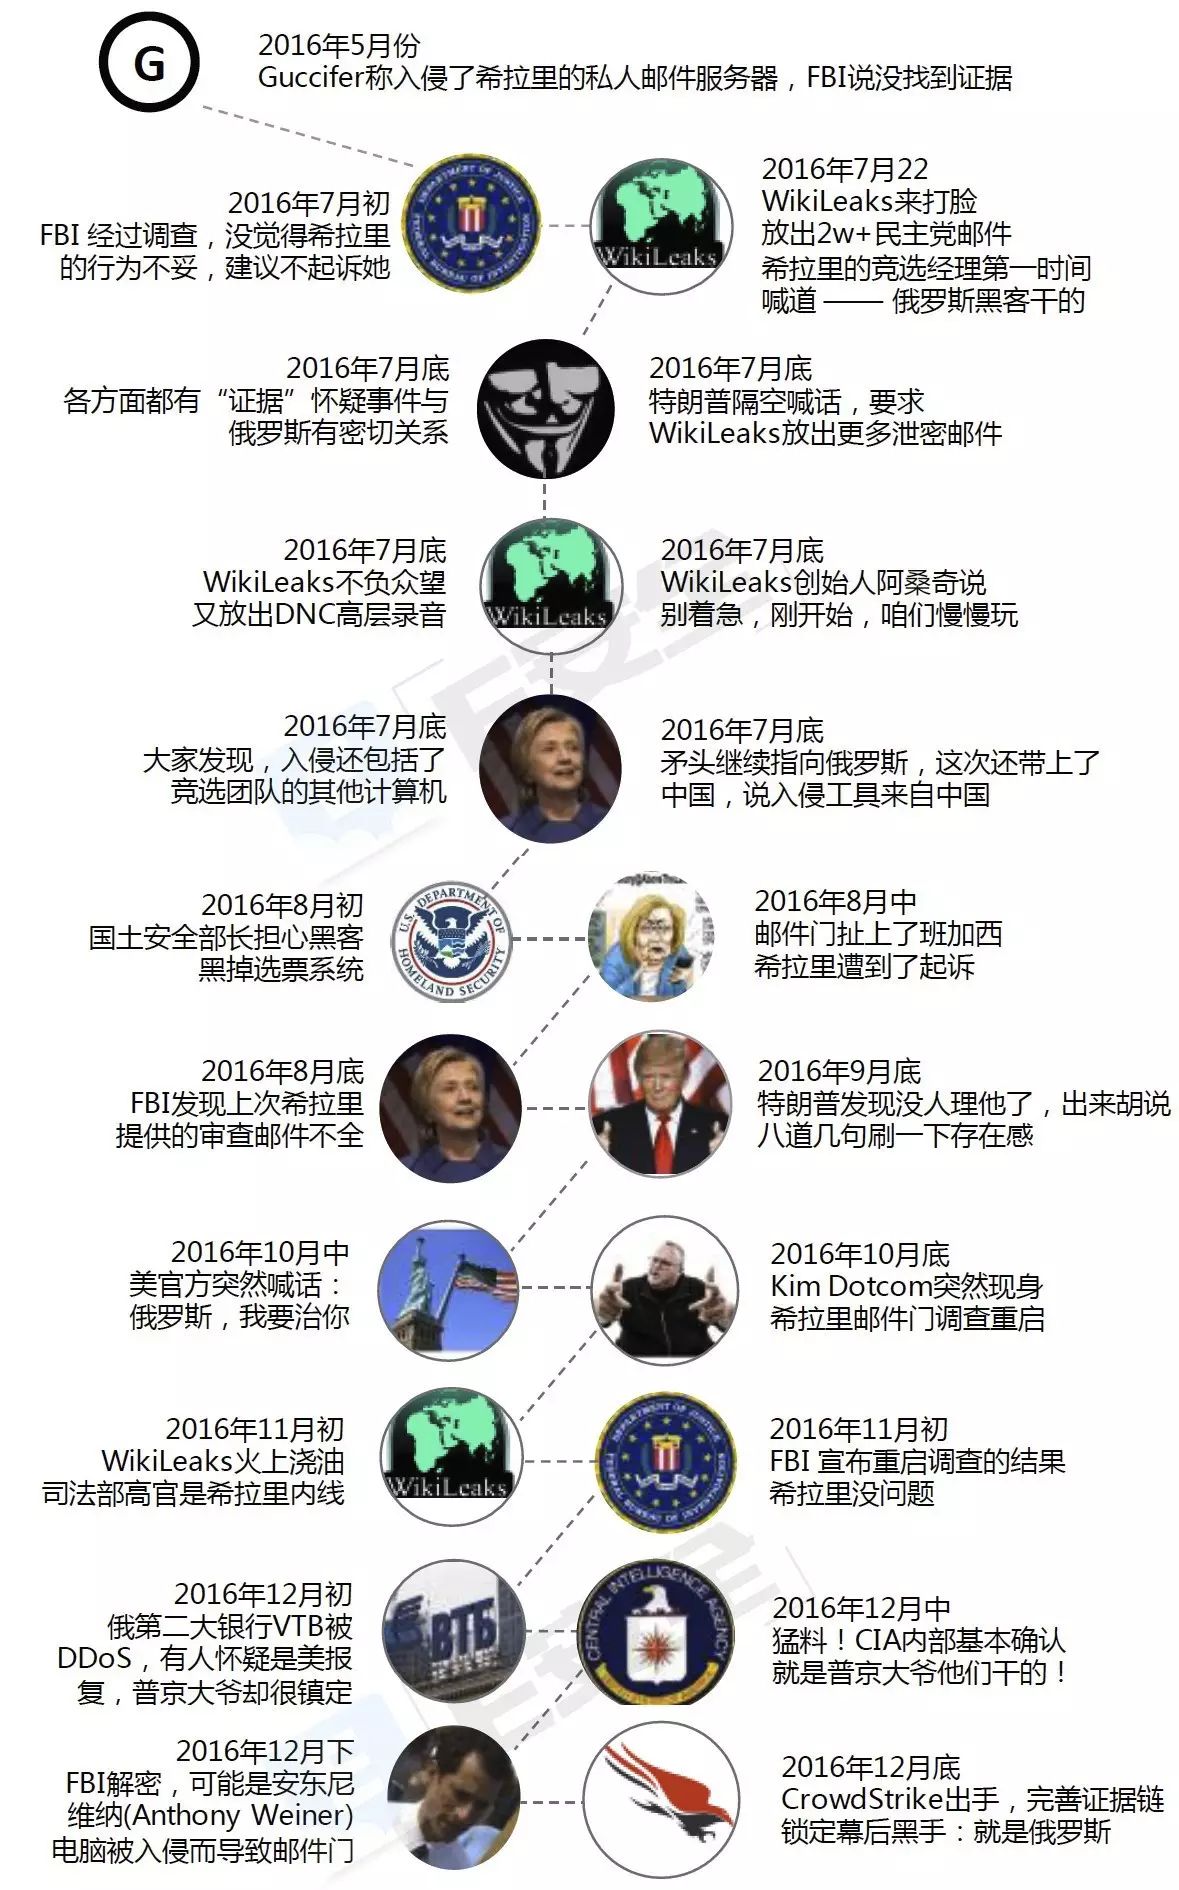 G
2016年5月份
Guccifer称入侵了希拉里的私人邮件服务器，FBI说没找到证据
2016年7月初
FBI 经过调查，没觉得希拉里
的行为不妥，建议不起诉她
DEPARTMENT OF JUSTICE
FEDERAL BUREAU OF INVESTIGATION
WikiLeaks
2016年7月22
WikiLeaks来打脸
放出2w+民主党邮件
希拉里的竞选经理第一时间
喊道 —— 俄罗斯黑客干的
2016年7月底
各方面都有“证据”怀疑事件与
俄罗斯有密切关系
2016年7月底
特朗普隔空喊话，要求
WikiLeaks放出更多泄密邮件
2016年7月底
WikiLeaks不负众望
又放出DNC高层录音
WikiLeaks
2016年7月底
WikiLeaks创始人阿桑奇说
别着急，刚开始，咱们慢慢玩
E安全
2016年7月底
大家发现，入侵还包括了
竞选团队的其他计算机
2016年7月底
矛头继续指向俄罗斯，这次还带上了
中国，说入侵工具来自中国
2016年8月初
国土安全部长担心黑客
黑掉选票系统
U.S. DEPARTMENT OF
HOMELAND SECURITY
2016年8月中
邮件门扯上了班加西
希拉里遭到了起诉
2016年8月底
FBI发现上次希拉里
提供的审查邮件不全
2016年9月底
特朗普发现没人理他了，出来胡说
八道几句刷一下存在感
2016年10月中
美官方突然喊话：
俄罗斯，我要治你
2016年10月底
Kim Dotcom突然现身
希拉里邮件门调查重启
2016年11月初
WikiLeaks火上浇油
司法部高官是希拉里内线
WikiLeaks
DEPARTMENT OF JUSTICE
FEDERAL BUREAU OF INVESTIGATION
2016年11月初
FBI 宣布重启调查的结果
希拉里没问题
2016年12月初
俄第二大银行VTB被
DDoS，有人怀疑是美报
复，普京大爷却很镇定
ВТБ
CENTRAL INTELLIGENCE AGENCY
2016年12月中
猛料！CIA内部基本确认
就是普京大爷他们干的！
E安全
2016年12月下
FBI解密，可能是安东尼
维纳(Anthony Weiner)
电脑被入侵而导致邮件门
2016年12月底
CrowdStrike出手，完善证据链
锁定幕后黑手：就是俄罗斯